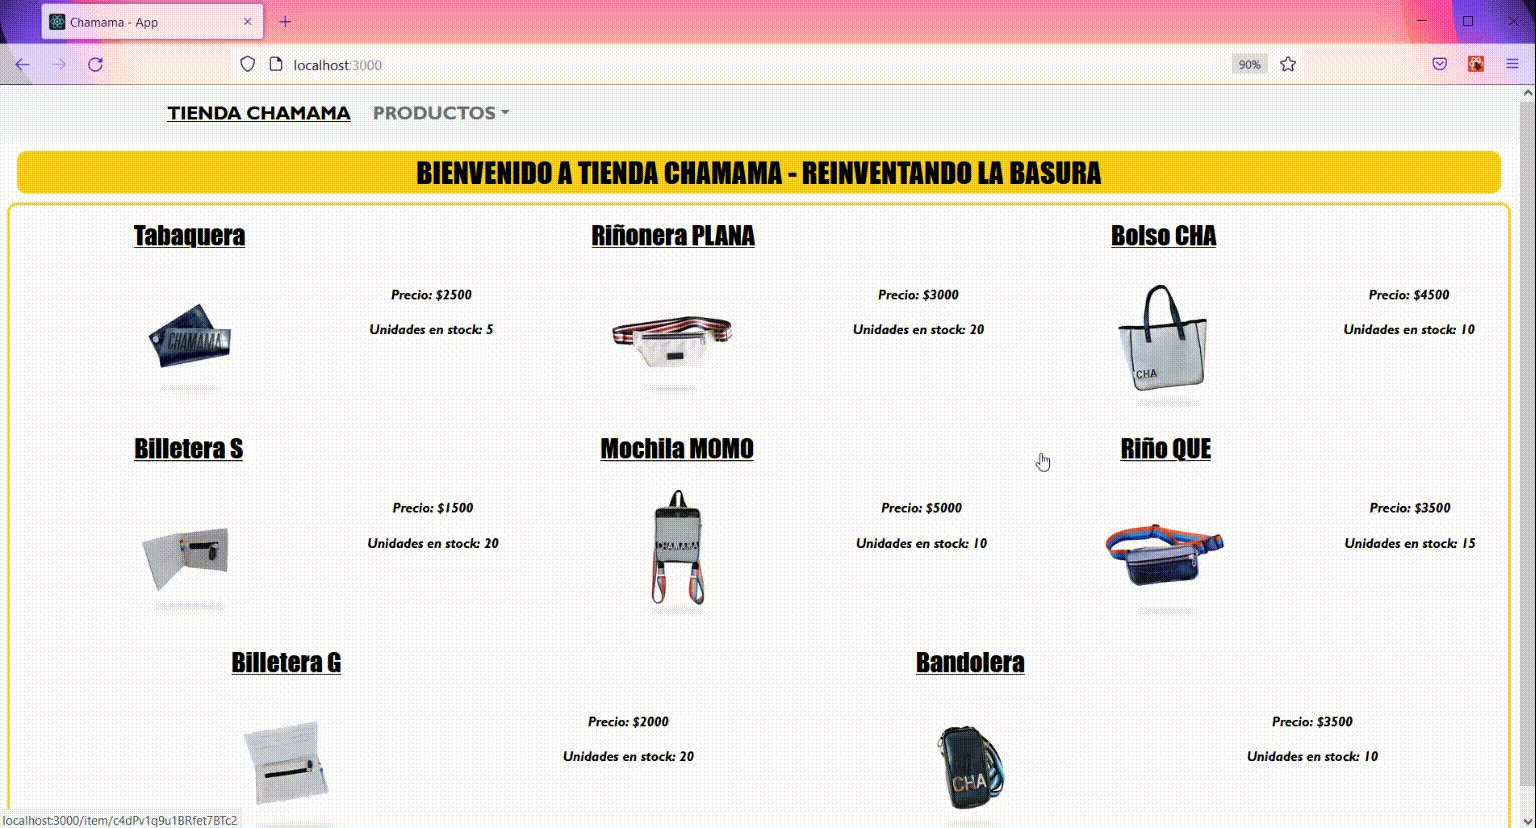 Chamama - App
localhost:3000
90%
TIENDA CHAMAMA PRODUCTOS
BIENVENIDO A TIENDA CHAMAMA - REINVENTANDO LA BASURA
Tabaquera
CHAMAMA
Precio: $2500
Unidades en stock: 5
Riñonera PLANA
Precio: $3000
Unidades en stock: 20
Bolso CHA
CHA
Precio: $4500
Unidades en stock: 10
Billetera S
Precio: $1500
Unidades en stock: 20
Mochila MOMO
CHAMAMA
Precio: $5000
Unidades en stock: 10
Riño QUE
Precio: $3500
Unidades en stock: 15
Billetera G
Precio: $2000
Unidades en stock: 20
Bandolera
CHA
Precio: $3500
Unidades en stock: 10
localhost:3000/item/c4dPv1q9u1BRfet7BTc2